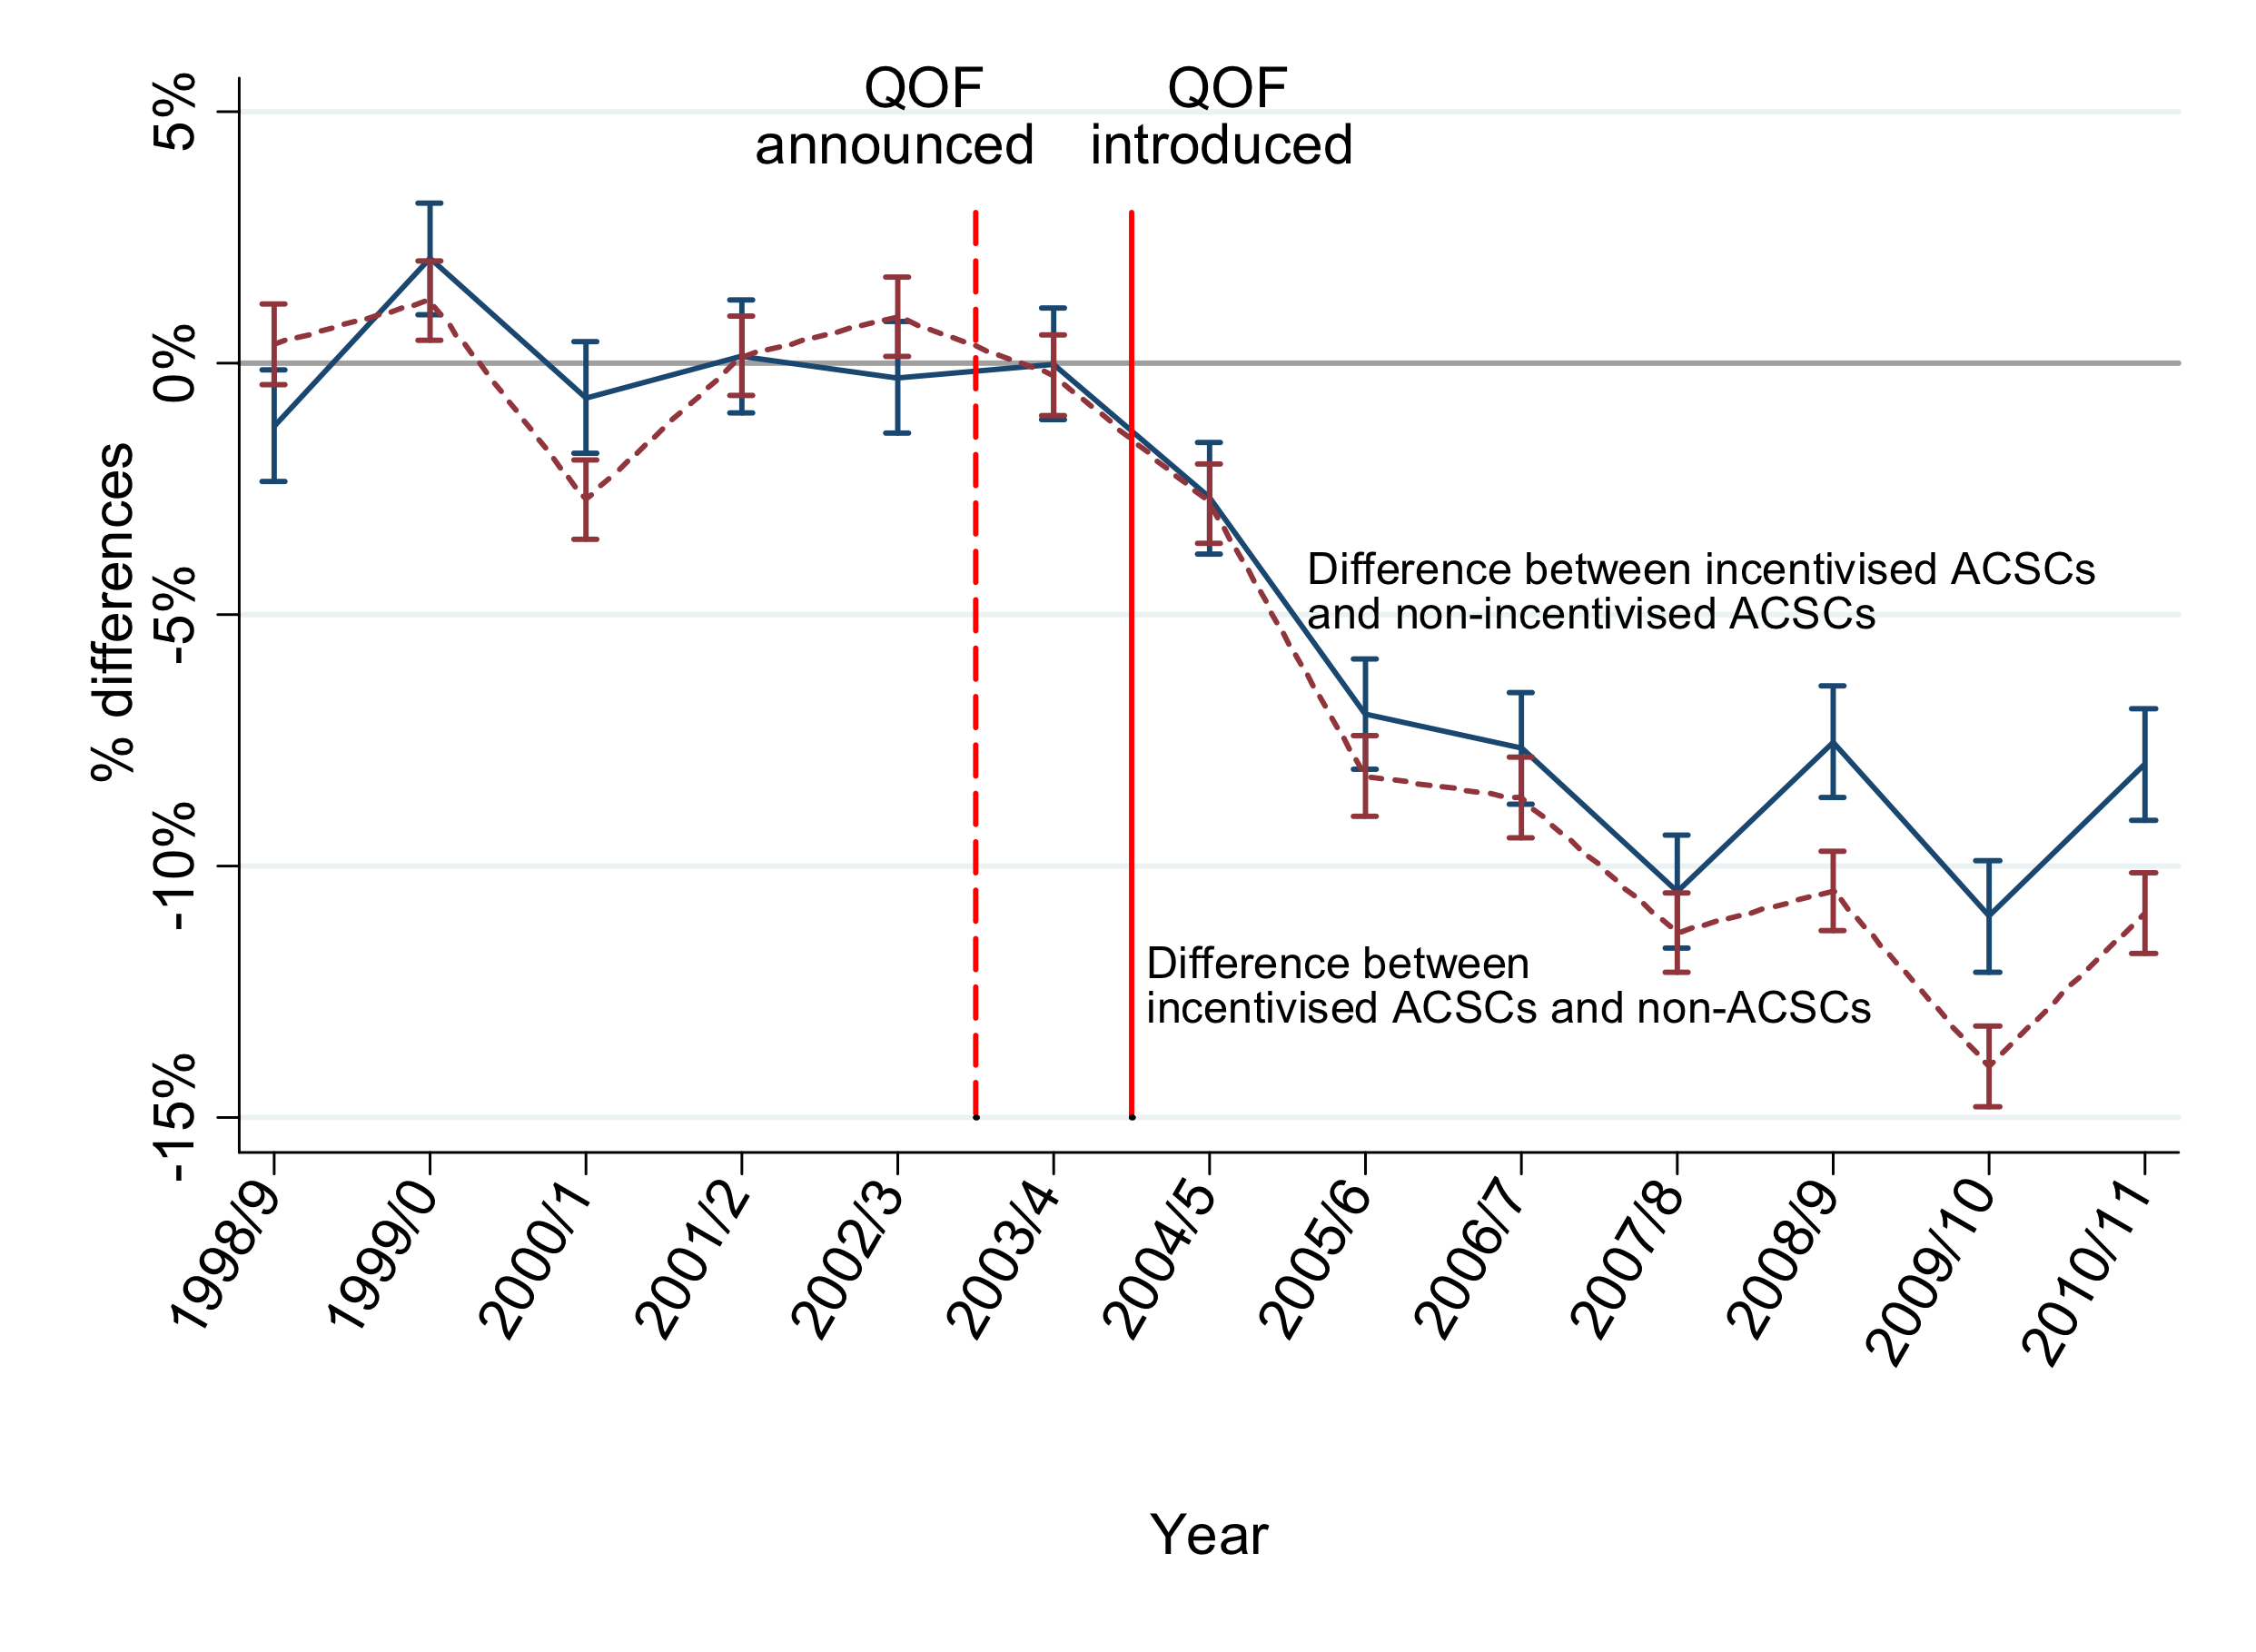 QOF
announced
QOF
introduced
5%
0%
-5%
-10%
-15%
% differences
Difference between incentivised ACSCs
and non-incentivised ACSCs
Difference between
incentivised ACSCs and non-ACSCs
1998/9
1999/0
2000/1
2001/2
2002/3
2003/4
2004/5
2005/6
2006/7
2007/8
2008/9
2009/10
2010/11
Year